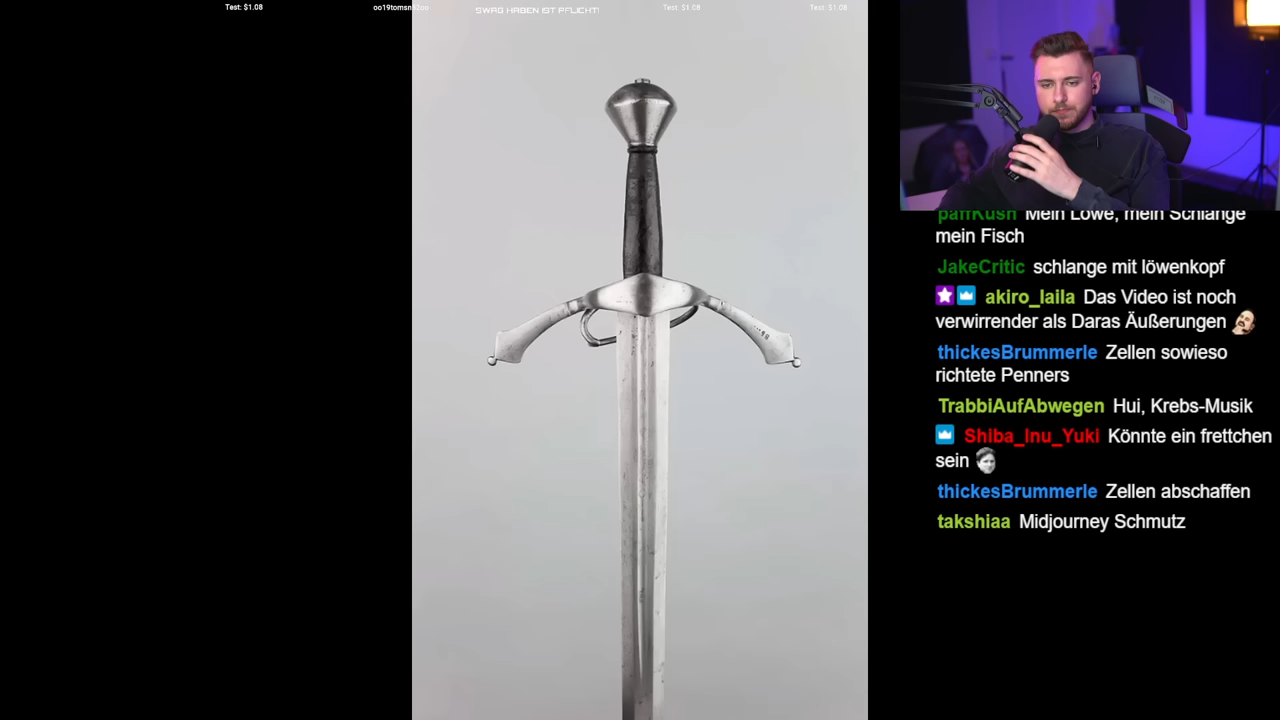 Test: $1.08
SWAG HABEN IST PFLICHT!
Test: $1.08
Test: $1.08
paffKush Mein Löwe, mein Schlange
mein Fisch
JakeCritic schlange mit löwenkopf
akiro_laila Das Video ist noch
verwirrender als Daras Äußerungen
thickesBrummerle Zellen sowieso
richtete Penners
TrabbiAufAbwegen Hui, Krebs-Musik
Shiba_Inu_Yuki Könnte ein frettchen
sein
thickesBrummerle Zellen abschaffen
takshiaa Midjourney Schmutz